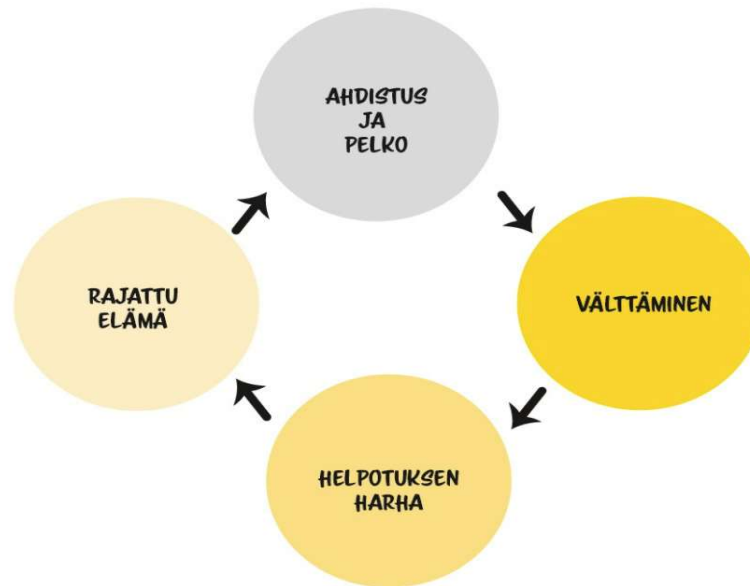 AHDISTUS
JA
PELKO
VÄLTTÄMINEN
HELPOTUKSEN
HARHA
RAJATTU
ELÄMÄ